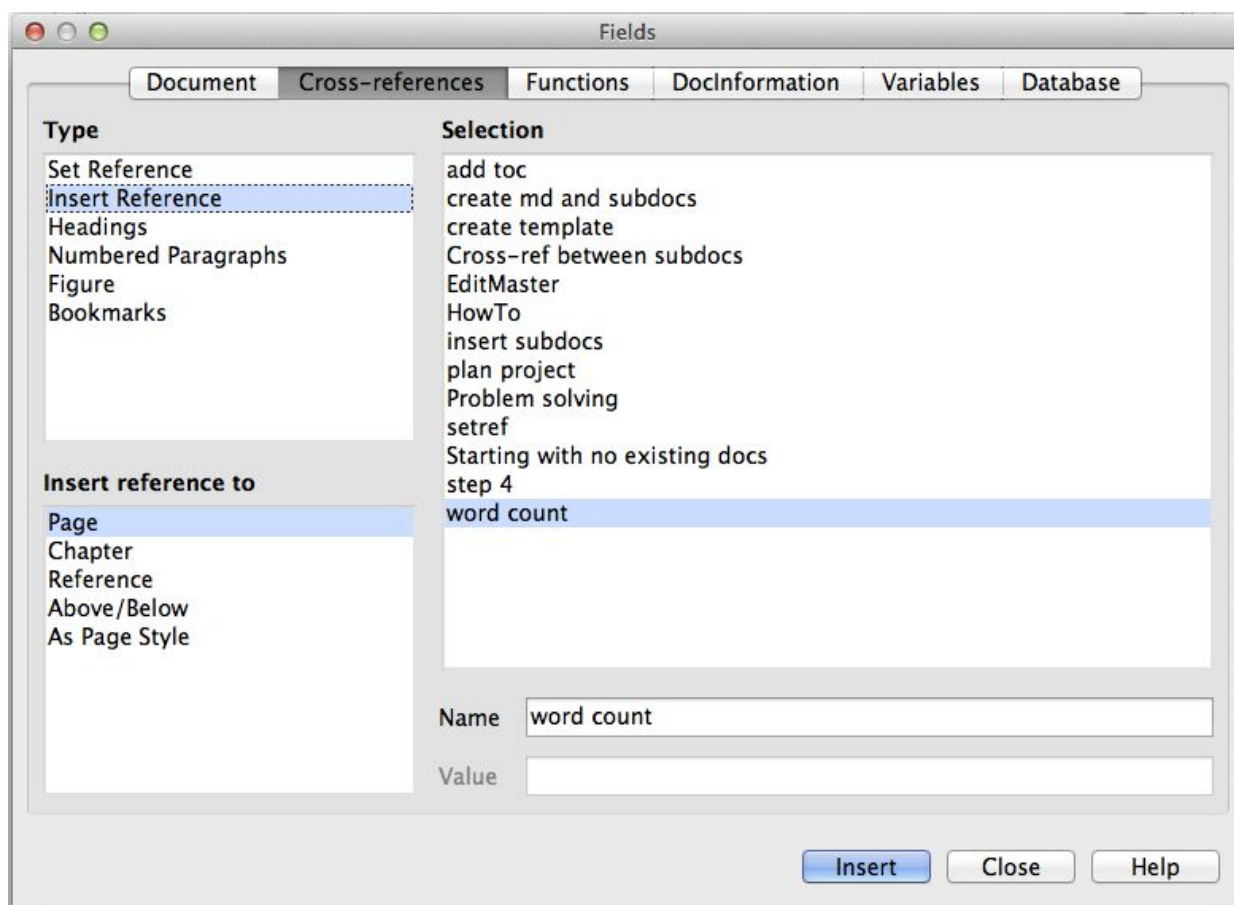 Fields
Document Cross-references Functions DocInformation Variables Database
Type
Set Reference
Insert Reference
Headings
Numbered Paragraphs
Figure
Bookmarks
Insert reference to
Page
Chapter
Reference
Above/Below
As Page Style
Selection
add toc
create md and subdocs
create template
Cross-ref between subdocs
EditMaster
HowTo
insert subdocs
plan project
Problem solving
setref
Starting with no existing docs
step 4
word count
Name word count
Value
Insert Close Help